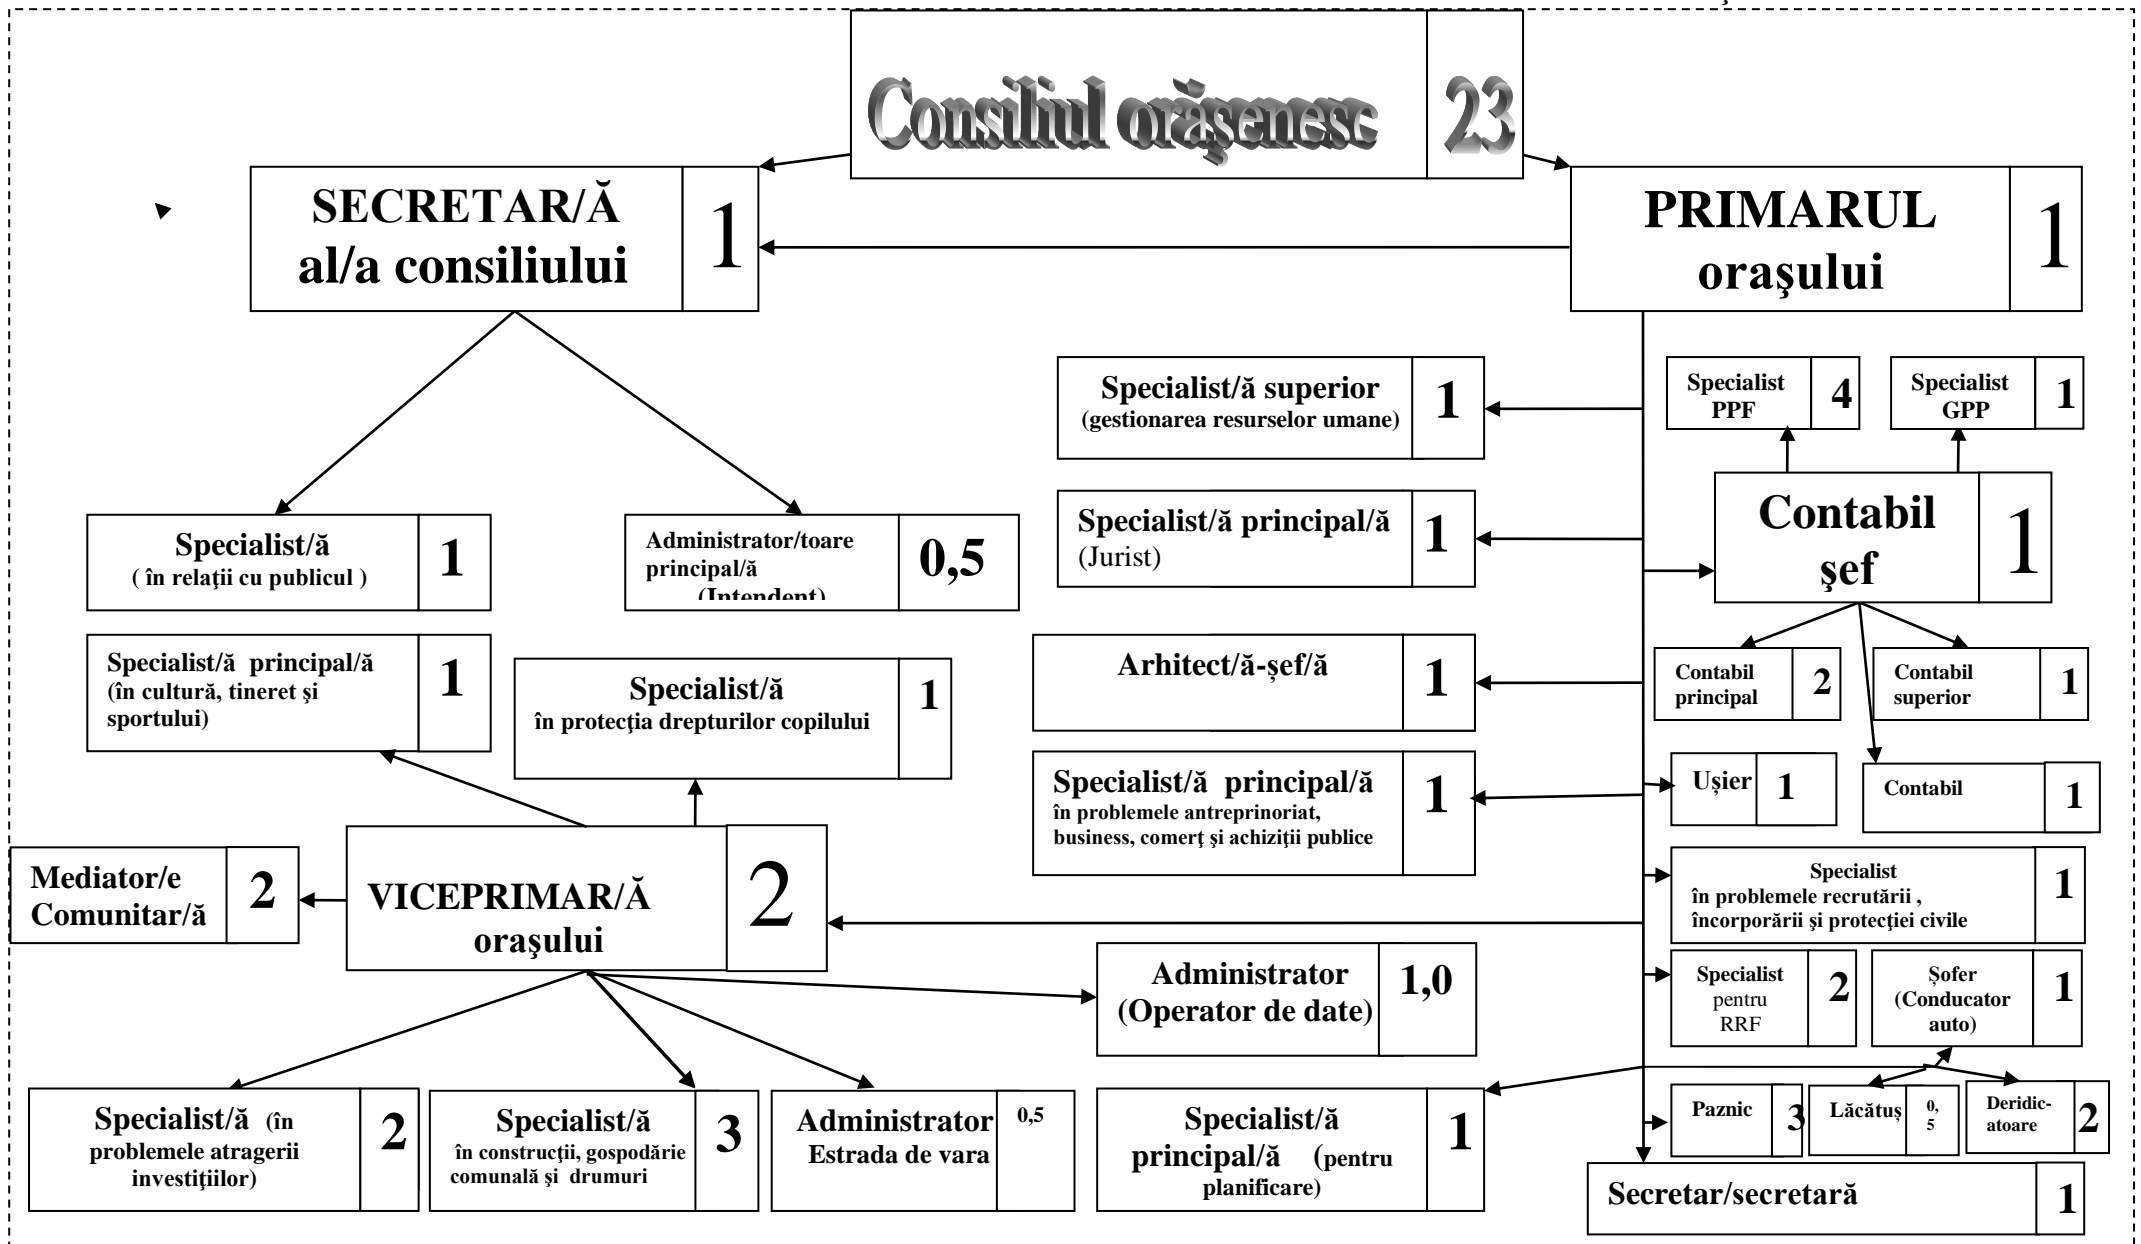 Consiliul orăşenesc
23
SECRETAR/Ă
al/a consiliului
1
PRIMARUL
oraşului
1
Specialist/ă superior
(gestionarea resurselor umane)
1
Specialist
PPF
4
Specialist
GPP
1
Specialist/ă
( în relaţii cu publicul )
1
Administrator/toare
principal/ă
(Intendent)
0,5
Specialist/ă principal/ă
(Jurist)
1
Contabil
şef
1
Specialist/ă principal/ă
(în cultură, tineret şi
sportului)
1
Specialist/ă
în protecţia drepturilor copilului
1
Arhitect/ă-șef/ă
1
Contabil
principal
2
Contabil
superior
1
Specialist/ă principal/ă
în problemele antreprinoriat,
business, comerţ şi achiziţii publice
1
Ușier
1
Contabil
1
Mediator/e
Comunitar/ă
2
VICEPRIMAR/Ă
oraşului
2
Specialist
în problemele recrutării ,
încorporării şi protecţiei civile
1
Administrator
(Operator de date)
1,0
Specialist
pentru
RRF
2
Șofer
(Conducator
auto)
1
Specialist/ă (în
problemele atragerii
investiţiilor)
2
Specialist/ă
în construcţii, gospodărie
comunală şi drumuri
3
Administrator
Estrada de vara
0,5
Specialist/ă
principal/ă (pentru
planificare)
1
Paznic
3
Lăcătuș
0,
5
Deridic-
atoare
2
Secretar/secretară
1